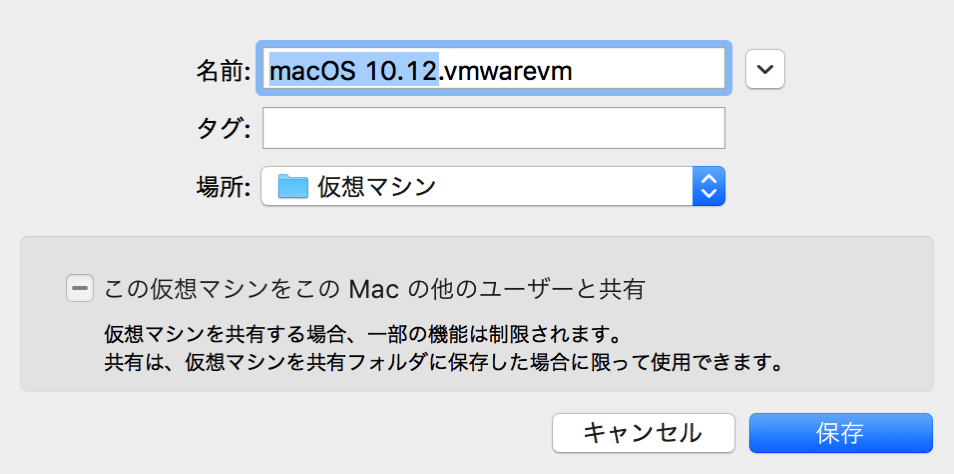 名前: macOS 10.12.vmwarevm
タグ:
場所: 仮想マシン
この仮想マシンをこの Mac の他のユーザーと共有
仮想マシンを共有する場合、一部の機能は制限されます。
共有は、仮想マシンを共有フォルダに保存した場合に限って使用できます。
キャンセル 保存